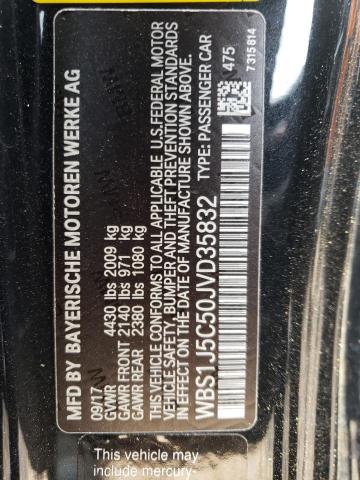 MFD BY BAYERISCHE MOTOREN WERKE AG
09/17
GVWR 4430 lbs 2009 kg
GAWR FRONT 2140 lbs 971 kg
GAWR REAR 2380 lbs 1080 kg
THIS VEHICLE CONFORMS TO ALL APPLICABLE U.S. FEDERAL MOTOR
VEHICLE SAFETY, BUMPER AND THEFT PREVENTION STANDARDS
IN EFFECT ON THE DATE OF MANUFACTURE SHOWN ABOVE.
WBS1J5C50JVD35832 TYPE: PASSENGER CAR
475
7315814
This vehicle may
include mercury-